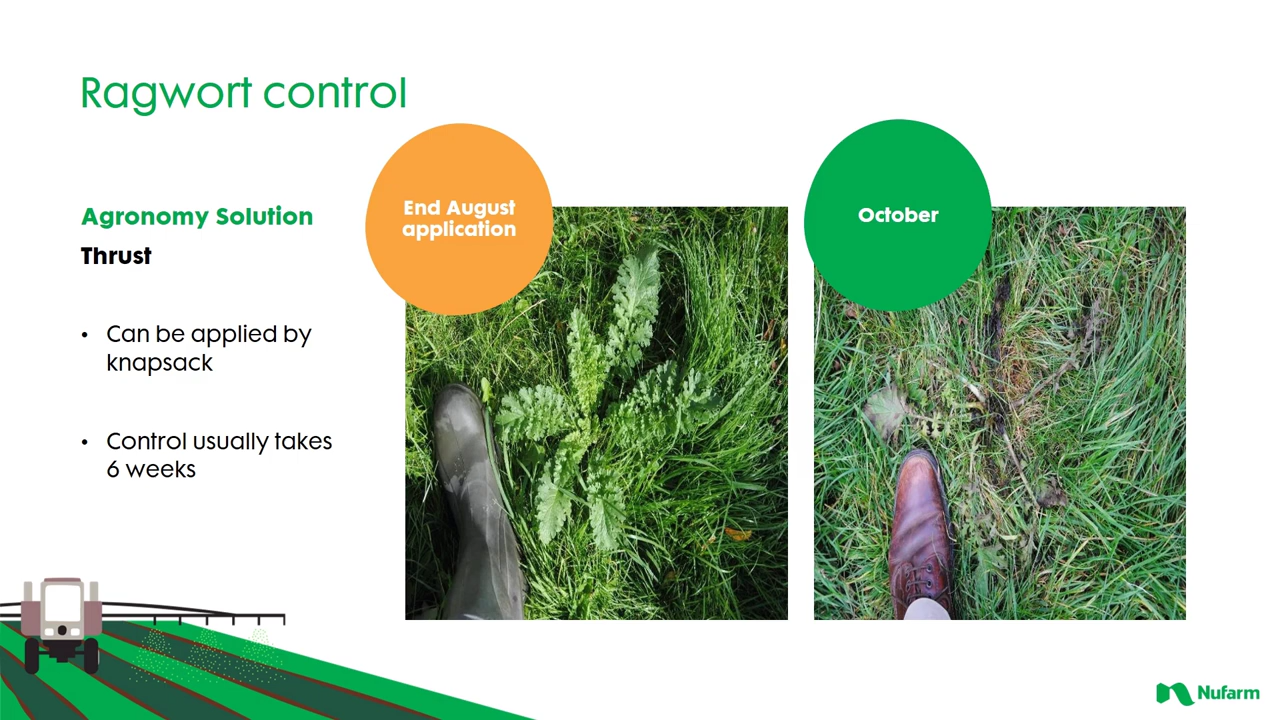 Ragwort control
Agronomy Solution
Thrust
• Can be applied by
knapsack
• Control usually takes
6 weeks
End August
application
October
Nufarm